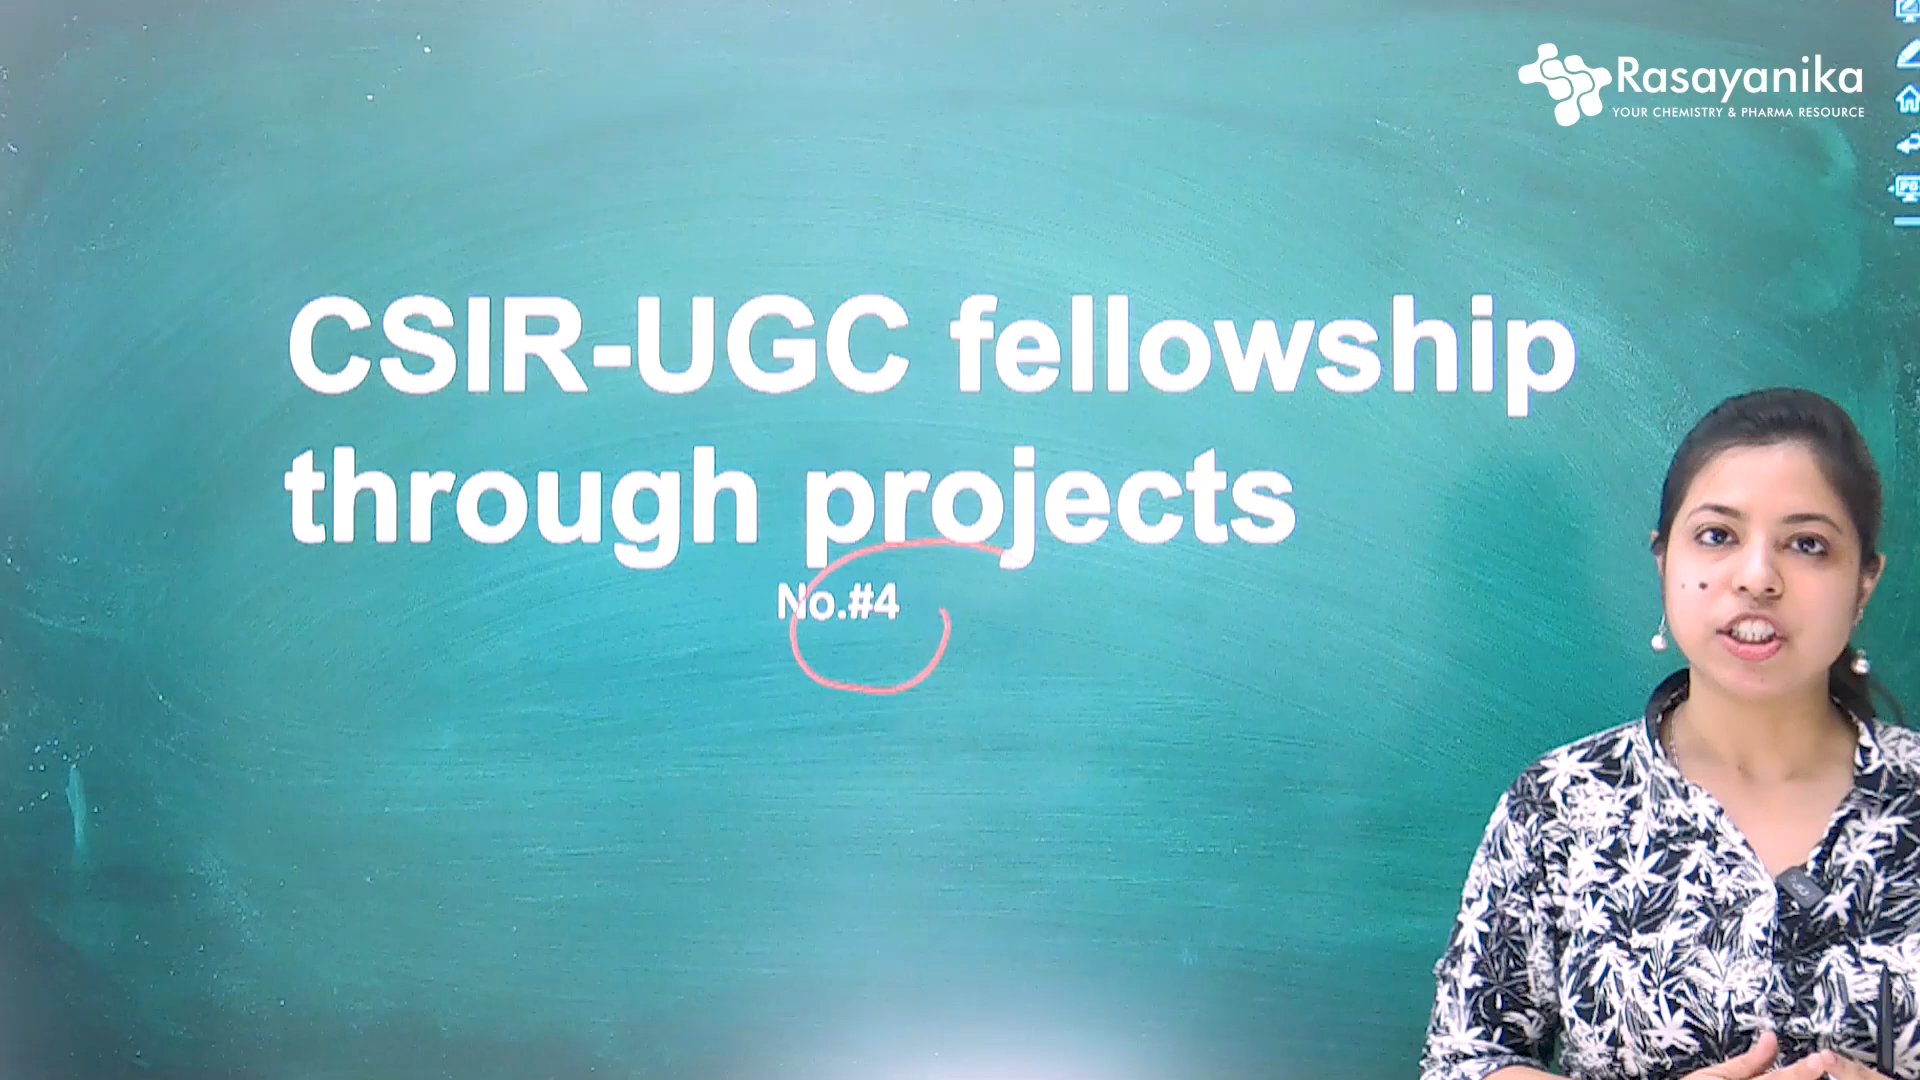 Rasayanika
YOUR CHEMISTRY & PHARMA RESOURCE
CSIR-UGC fellowship
through projects
No.#4